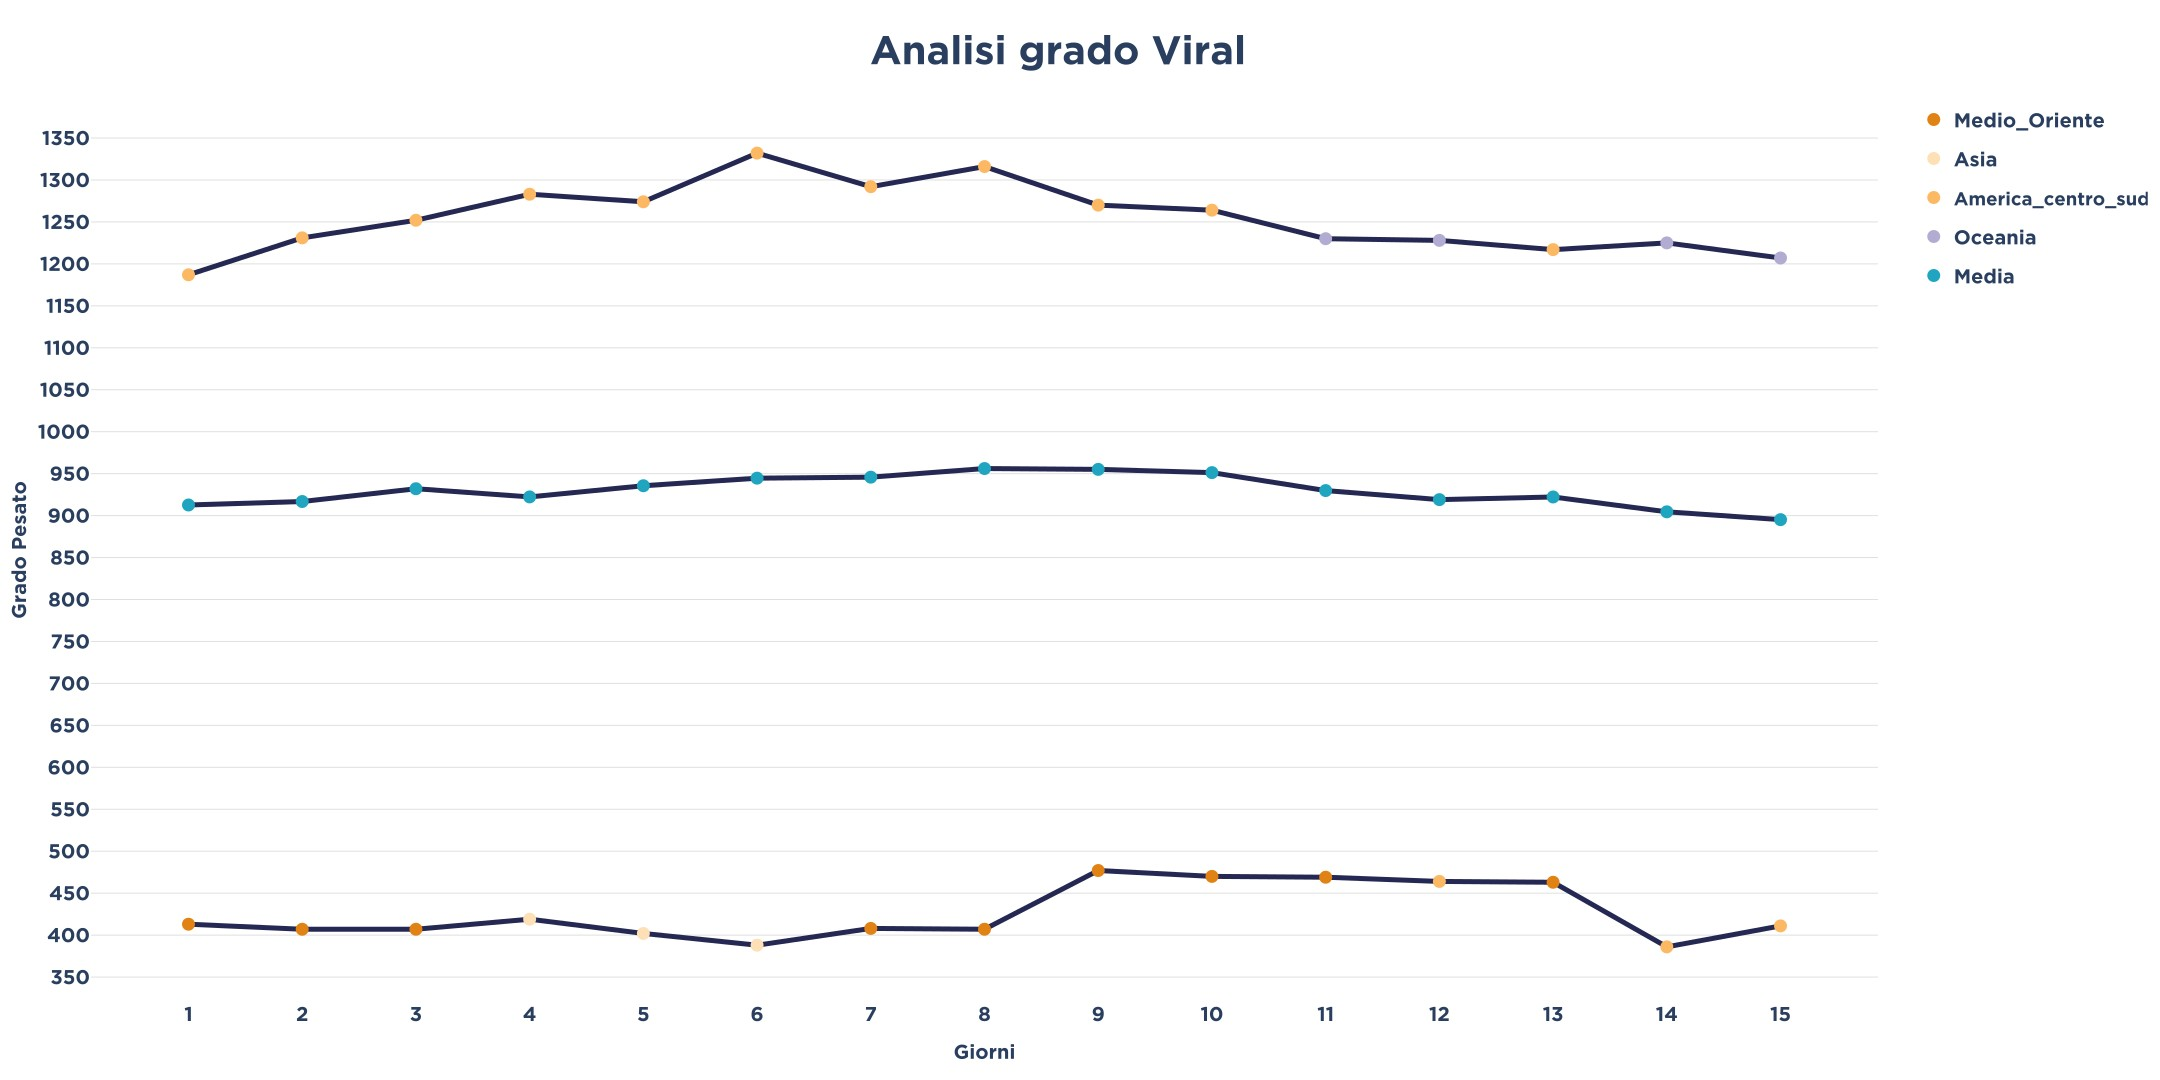 Analisi grado Viral
Medio_Oriente
Asia
America_centro_sud
Oceania
Media
Grado Pesato
1350
1300
1250
1200
1150
1100
1050
1000
950
900
850
800
750
700
650
600
550
500
450
400
350
1 2 3 4 5 6 7 8 9 10 11 12 13 14 15
Giorni